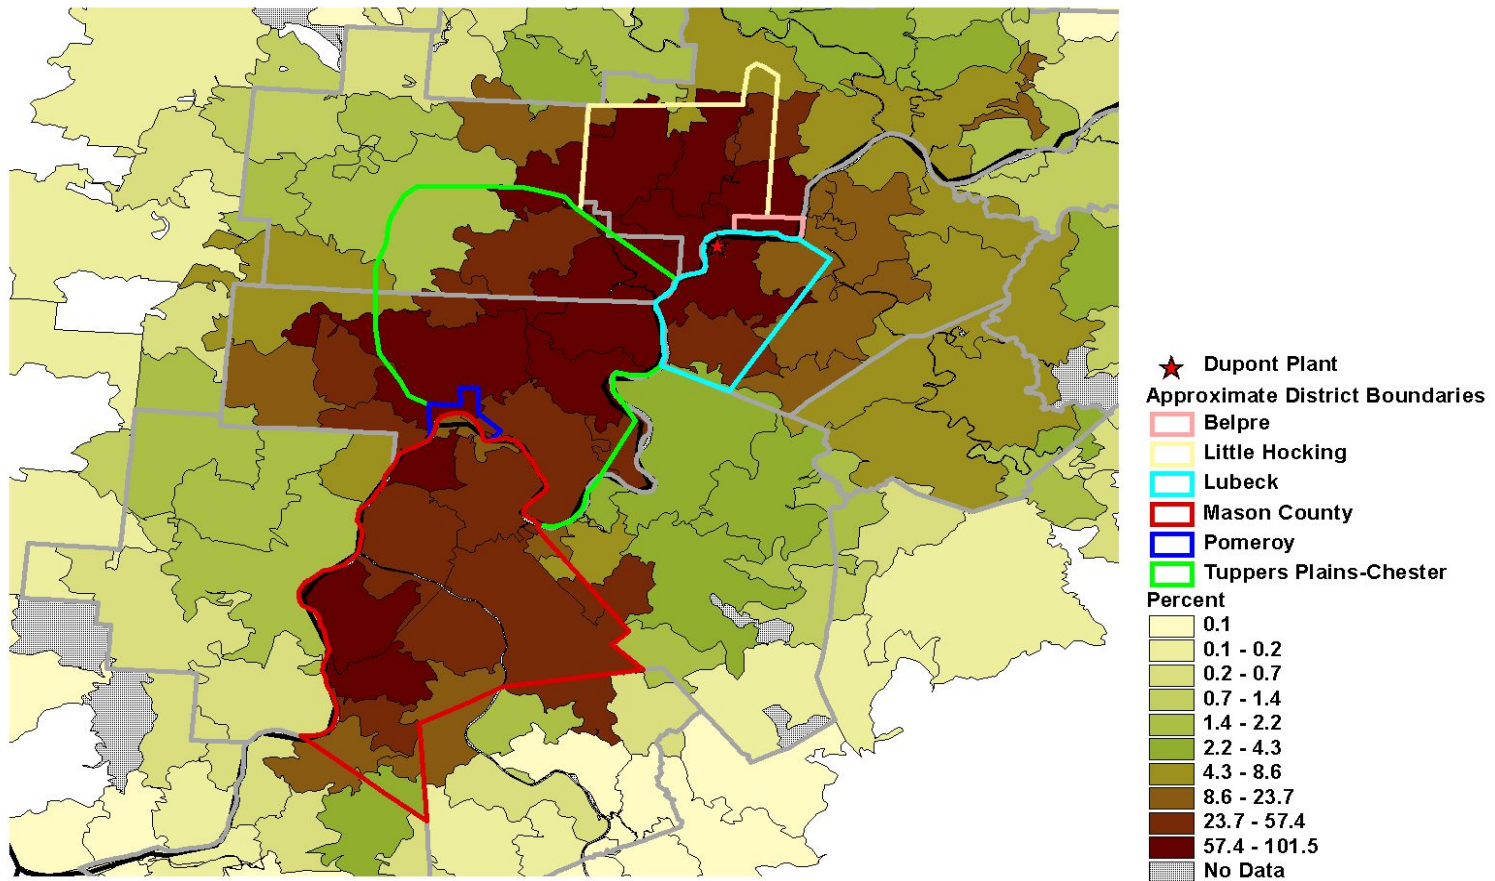 Dupont Plant
Approximate District Boundaries
Belpre
Little Hocking
Lubeck
Mason County
Pomeroy
Tuppers Plains-Chester
Percent
0.1
0.1 - 0.2
0.2 - 0.7
0.7 - 1.4
1.4 - 2.2
2.2 - 4.3
4.3 - 8.6
8.6 - 23.7
23.7 - 57.4
57.4 - 101.5
No Data